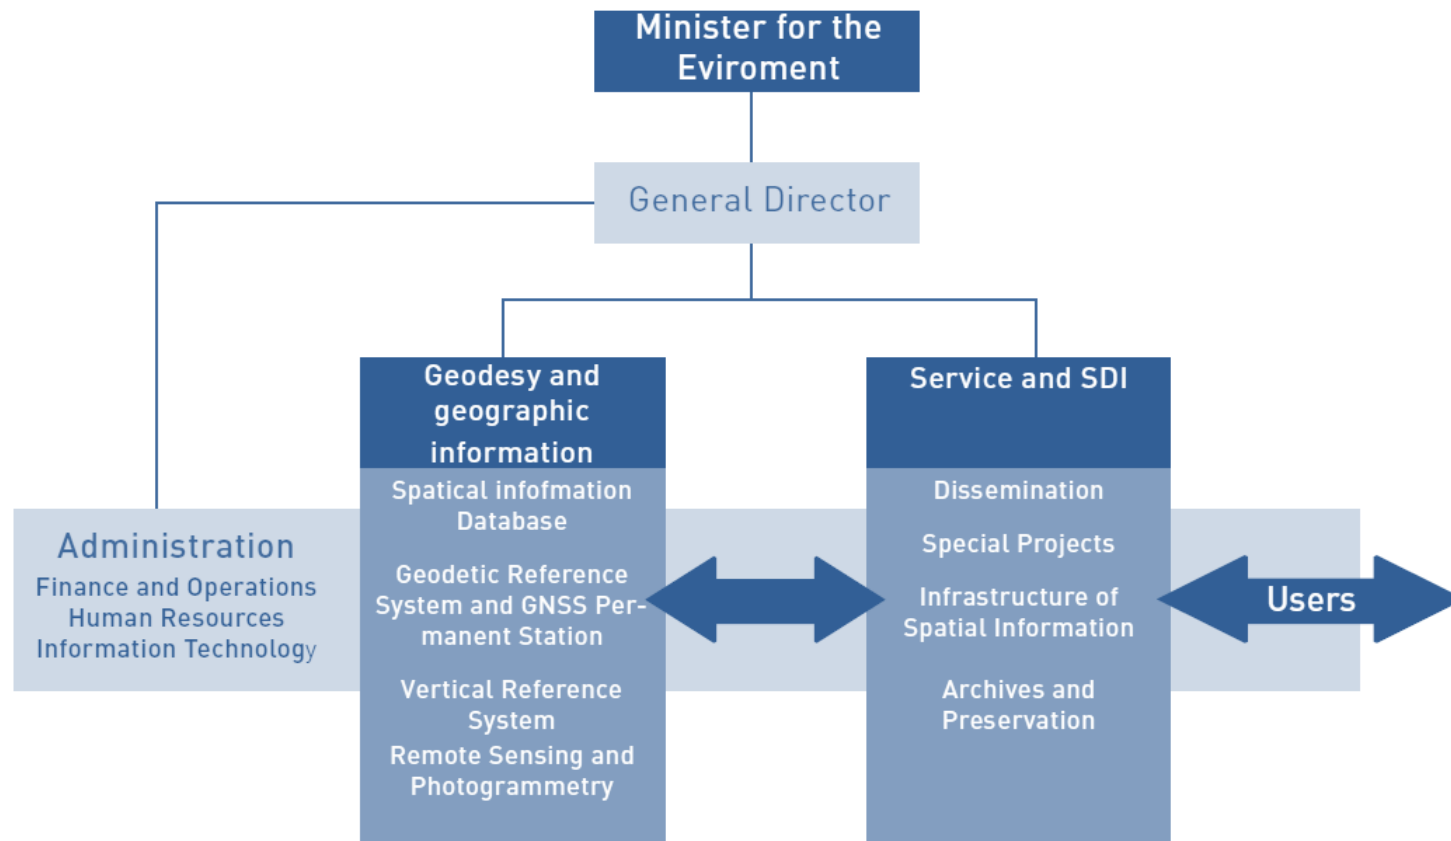 Minister for the
Eviroment
General Director
Geodesy and
geographic
information
Spatical infofmation
Database
Geodetic Reference
System and GNSS Per-
manent Station
Vertical Reference
System
Remote Sensing and
Photogrammetry
Service and SDI
Dissemination
Special Projects
Infrastructure of
Spatial Information
Archives and
Preservation
Administration
Finance and Operations
Human Resources
Information Technology
Users